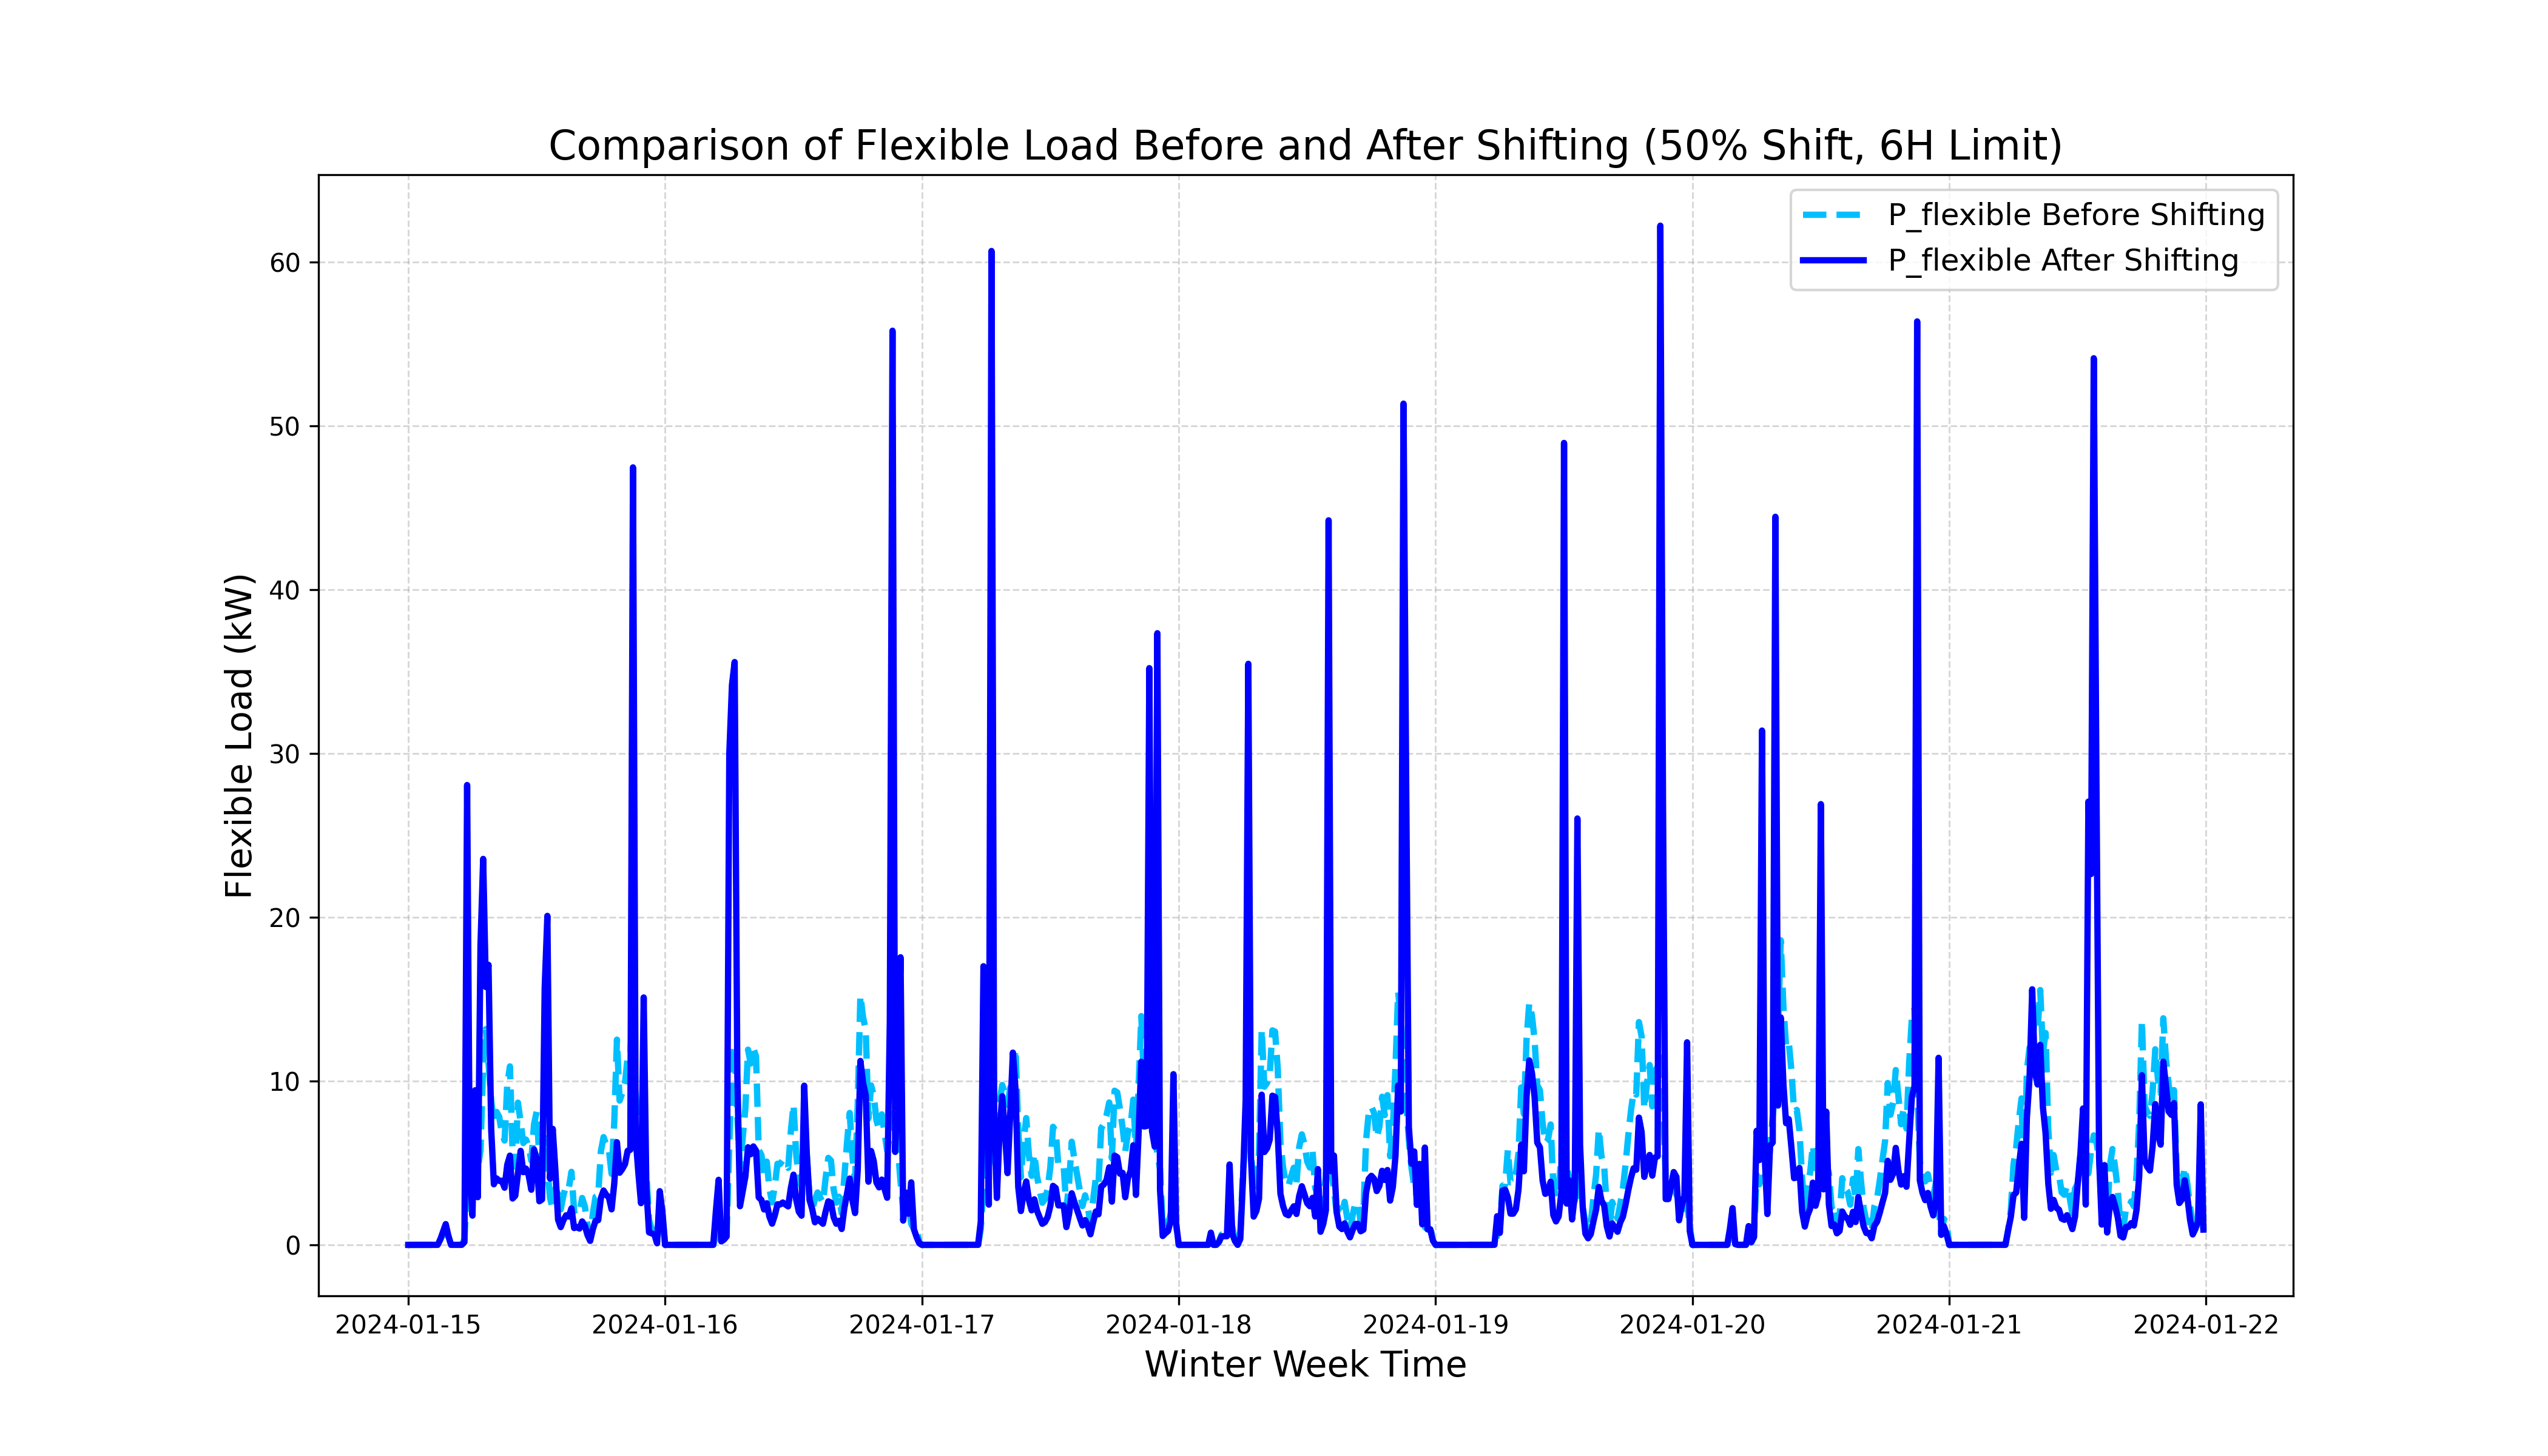 Comparison of Flexible Load Before and After Shifting (50% Shift, 6H Limit)
P_flexible Before Shifting
P_flexible After Shifting
Flexible Load (kW)
60
50
40
30
20
10
0
2024-01-15 2024-01-16 2024-01-17 2024-01-18 2024-01-19 2024-01-20 2024-01-21 2024-01-22
Winter Week Time